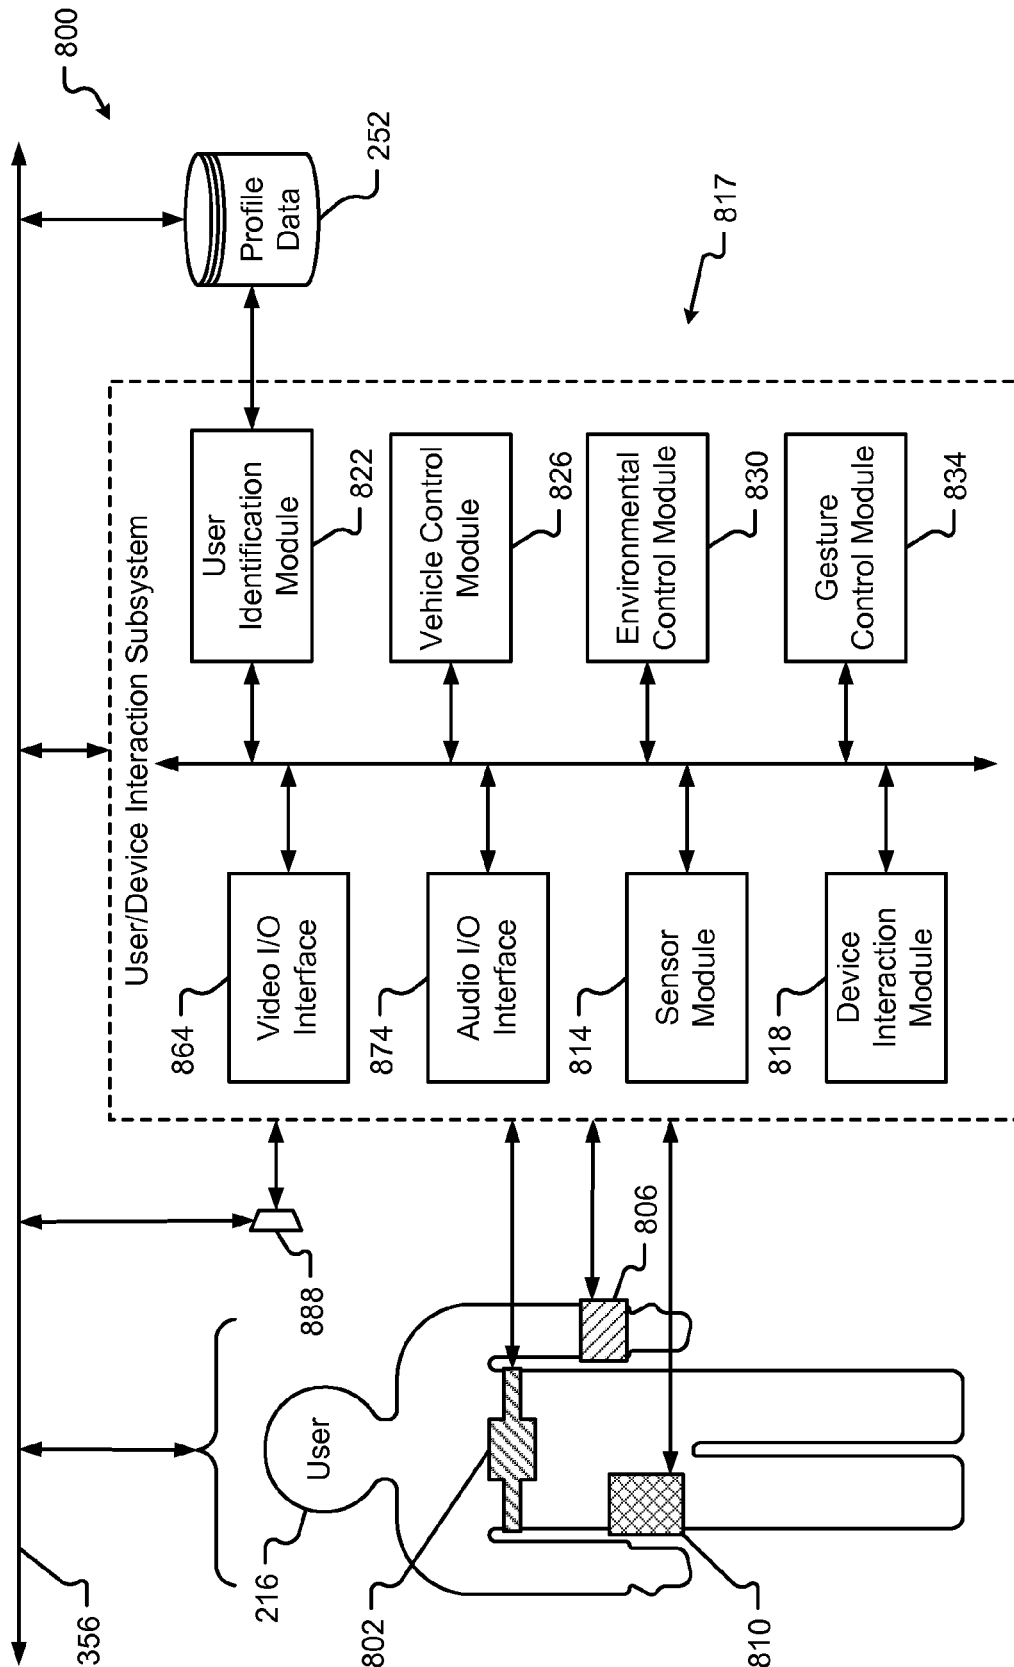 800
356
Profile
Data
252
817
User/Device Interaction Subsystem
User
Identification
Module
822
Vehicle Control
Module
826
Environmental
Control Module
830
Gesture
Control Module
834
864
Video I/O
Interface
874
Audio I/O
Interface
814
Sensor
Module
818
Device
Interaction
Module
888
806
User
216
802
810